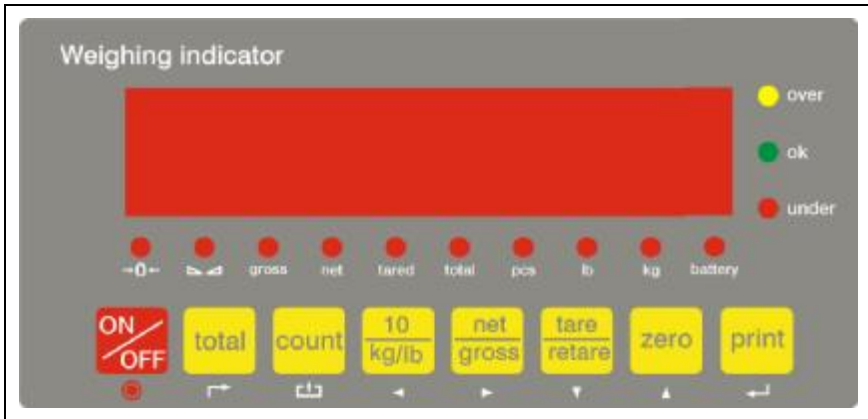 Weighing indicator
over
ok
under
→0← gross net tared total pcs lb kg battery
ON/OFF total count 10 kg/lb net gross tare retare zero print